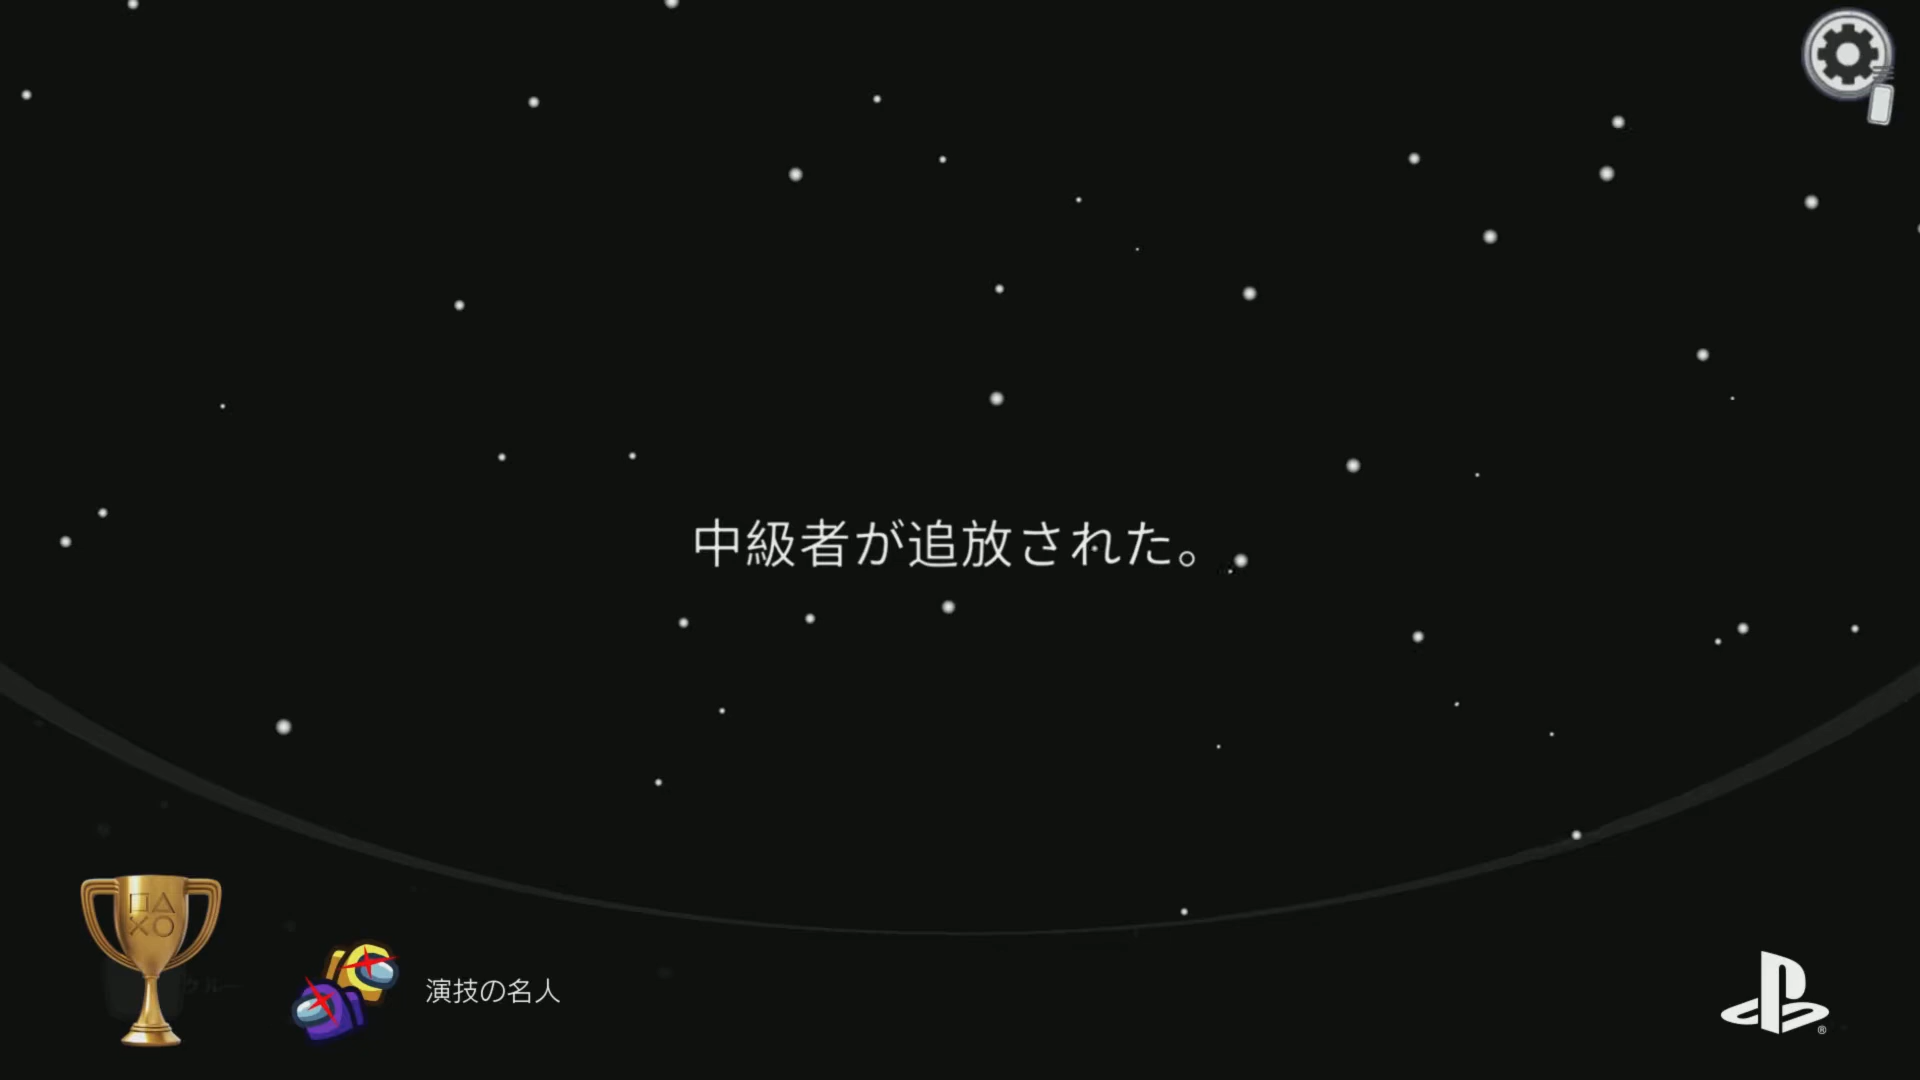 中級者が追放された。
演技の名人